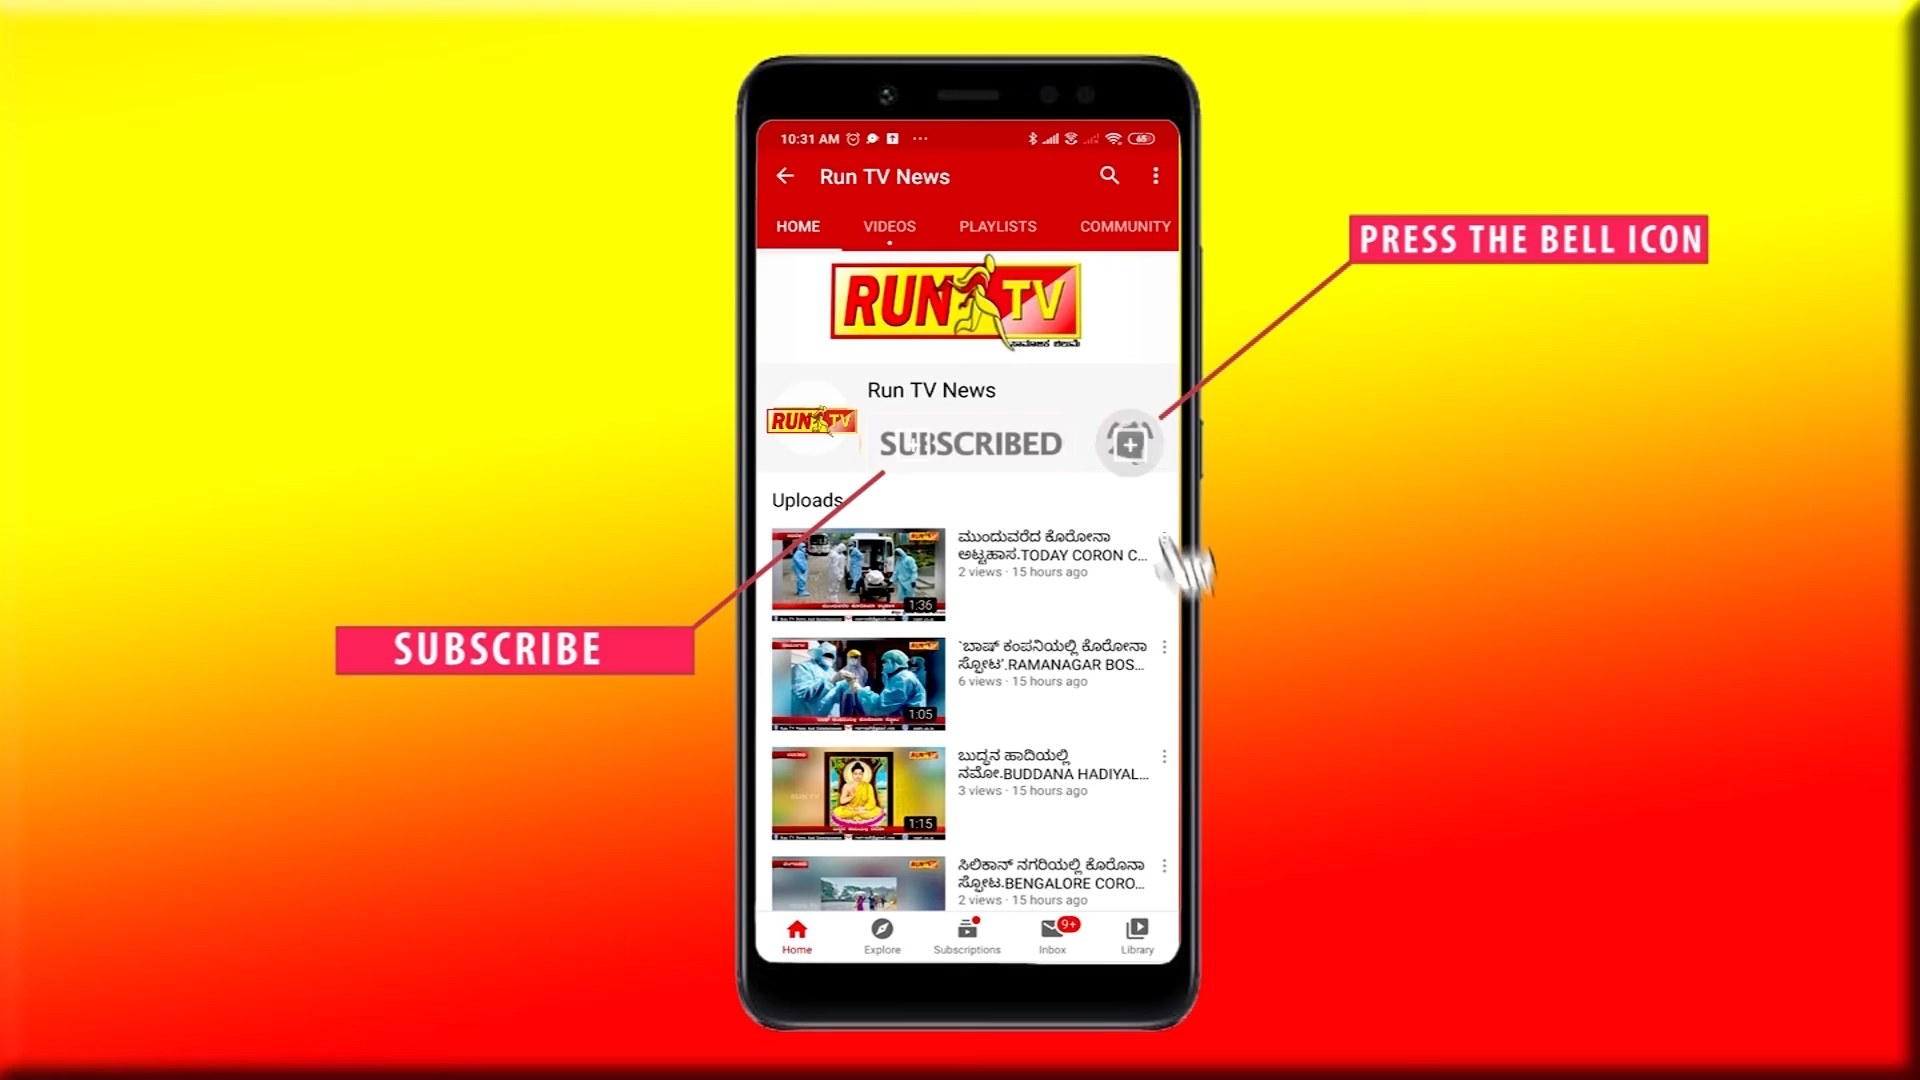 10:31 AM
65
Run TV News
HOME VIDEOS PLAYLISTS COMMUNITY
PRESS THE BELL ICON
RUN TV
ಸಾಮಾಜಿಕ ಚಿಲುಮೆ
Run TV News
RUN TV
SUBSCRIBED
Uploads
ಮುಂದುವರೆದ ಕೊರೋನಾ
ಅಟ್ಟಹಾಸ.TODAY CORON C...
2 views · 15 hours ago
1:36
SUBSCRIBE
`ಬಾಷ್ ಕಂಪನಿಯಲ್ಲಿ ಕೊರೋನಾ
ಸ್ಫೋಟ'.RAMANAGAR BOS...
6 views · 15 hours ago
1:05
ಬುದ್ಧನ ಹಾದಿಯಲ್ಲಿ
ನಮೋ.BUDDANA HADIYAL...
3 views · 15 hours ago
1:15
ಸಿಲಿಕಾನ್ ನಗರಿಯಲ್ಲಿ ಕೊರೊನಾ
ಸ್ಫೋಟ.BENGALORE CORO...
2 views · 15 hours ago
9+
Home Explore Subscriptions Inbox Library